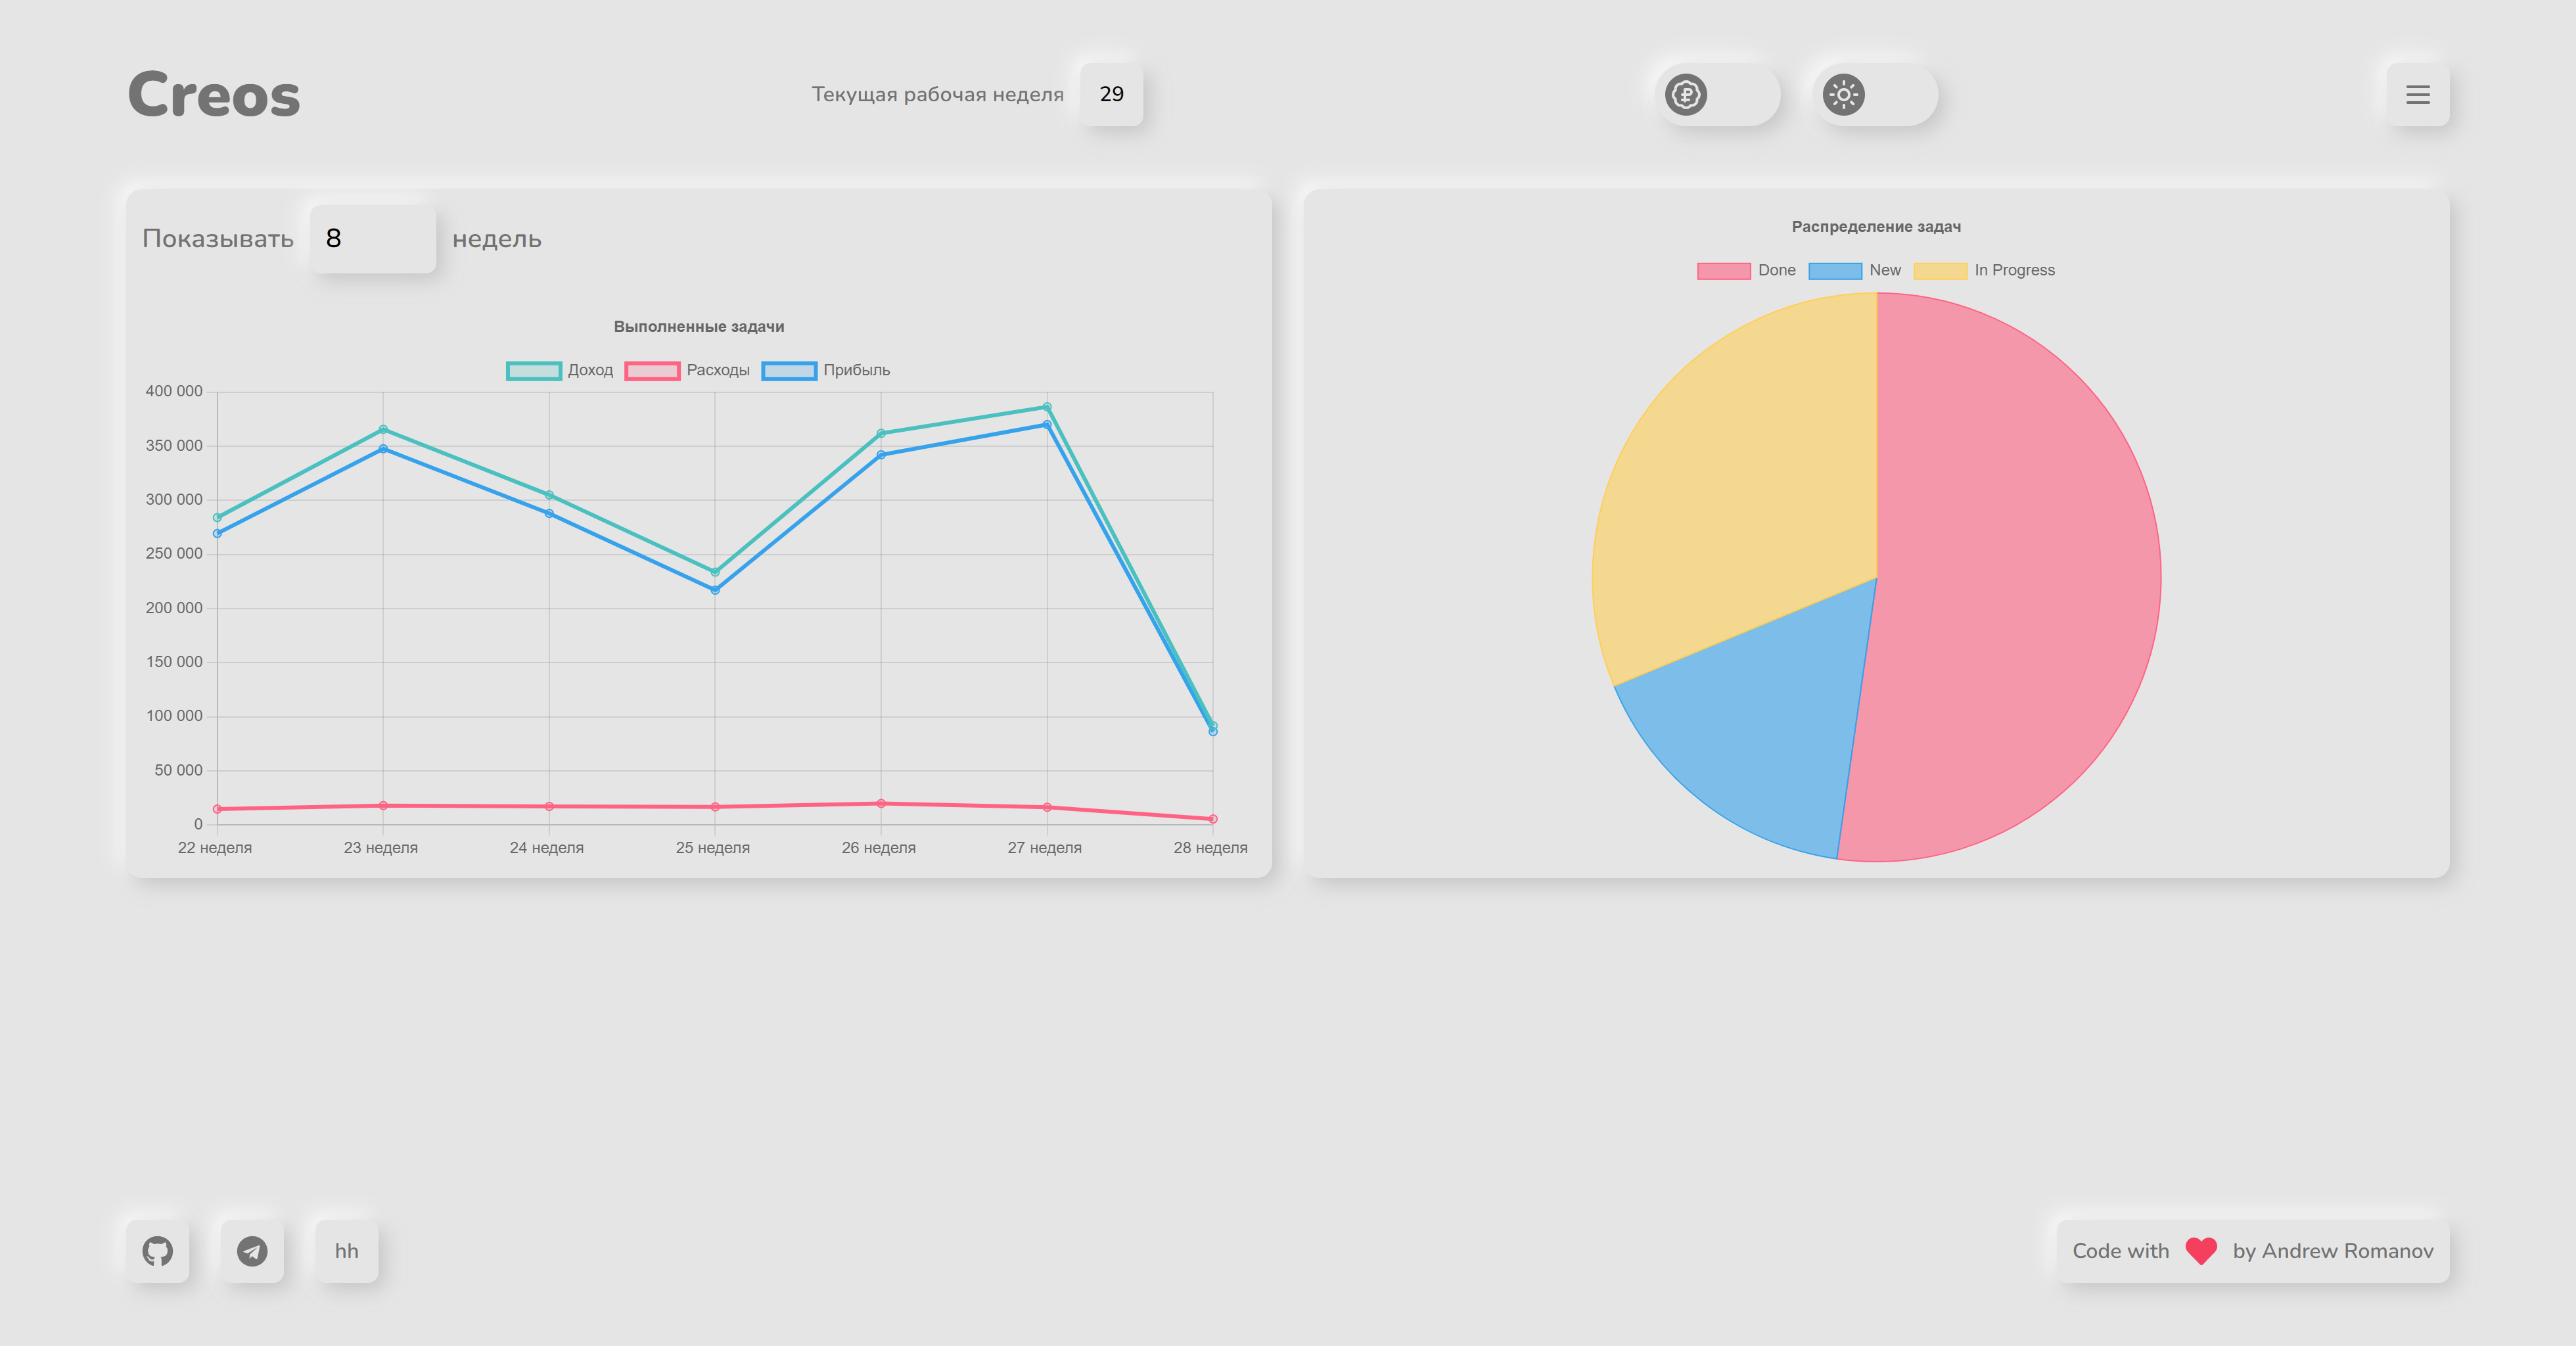 Creos
Текущая рабочая неделя 29
Показывать 8 недель
Выполненные задачи
Доход Расходы Прибыль
400 000
350 000
300 000
250 000
200 000
150 000
100 000
50 000
0
22 неделя 23 неделя 24 неделя 25 неделя 26 неделя 27 неделя 28 неделя
Распределение задач
Done New In Progress
hh
Code with by Andrew Romanov